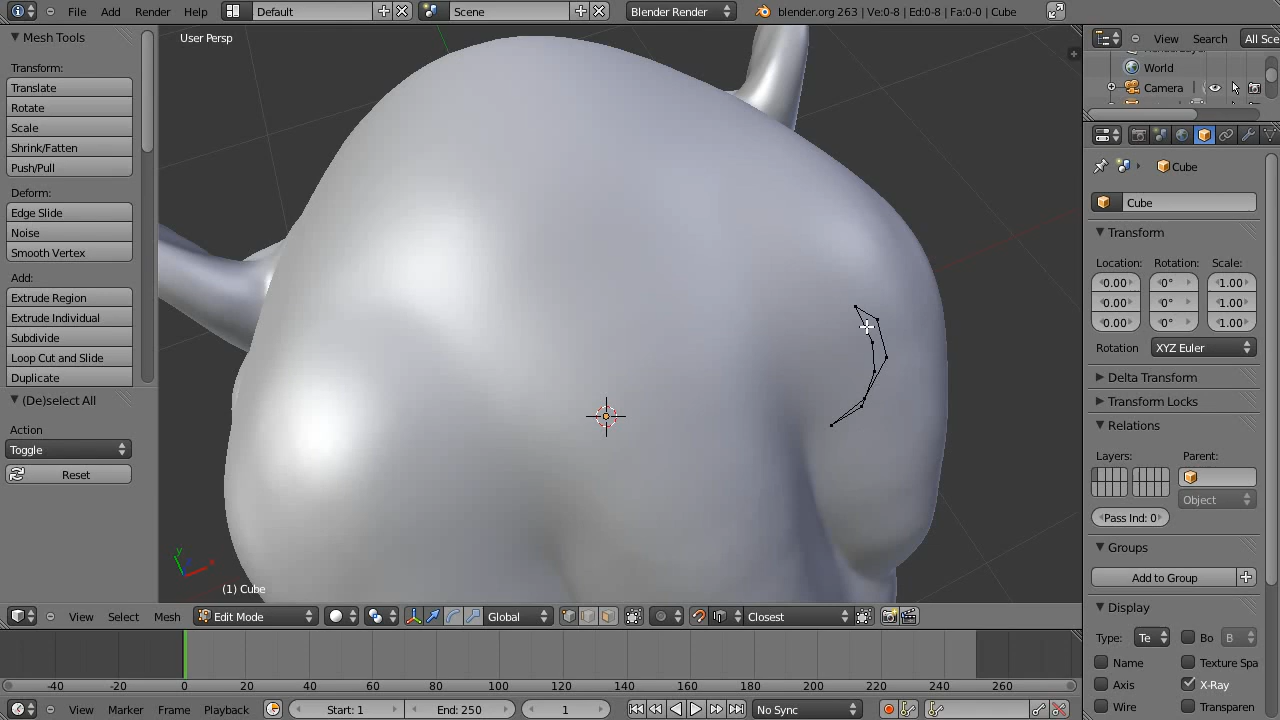 File Add Render Help Default Scene Blender Render blender.org 263 | Ve:0-8 | Ed:0-8 | Fa:0-0 | Cube
Mesh Tools
Transform:
Translate
Rotate
Scale
Shrink/Fatten
Push/Pull
Deform:
Edge Slide
Noise
Smooth Vertex
Add:
Extrude Region
Extrude Individual
Subdivide
Loop Cut and Slide
Duplicate
(De)select All
Action
Toggle
Reset
User Persp
y
(1) Cube
View Select Mesh Edit Mode Global Closest
-40 -20 0 20 40 60 80 100 120 140 160 180 200 220 240 260
View Marker Frame Playback Start: 1 End: 250 1 No Sync
View Search All Sce
World
Camera
Cube
Cube
Transform
Location: Rotation: Scale:
0.00 0° 1.00
0.00 0° 1.00
0.00 0° 1.00
Rotation XYZ Euler
Delta Transform
Transform Locks
Relations
Layers: Parent:
Object
Pass Ind: 0
Groups
Add to Group
Display
Type: Te Bo B
Name Texture Spa
Axis X-Ray
Wire Transparen